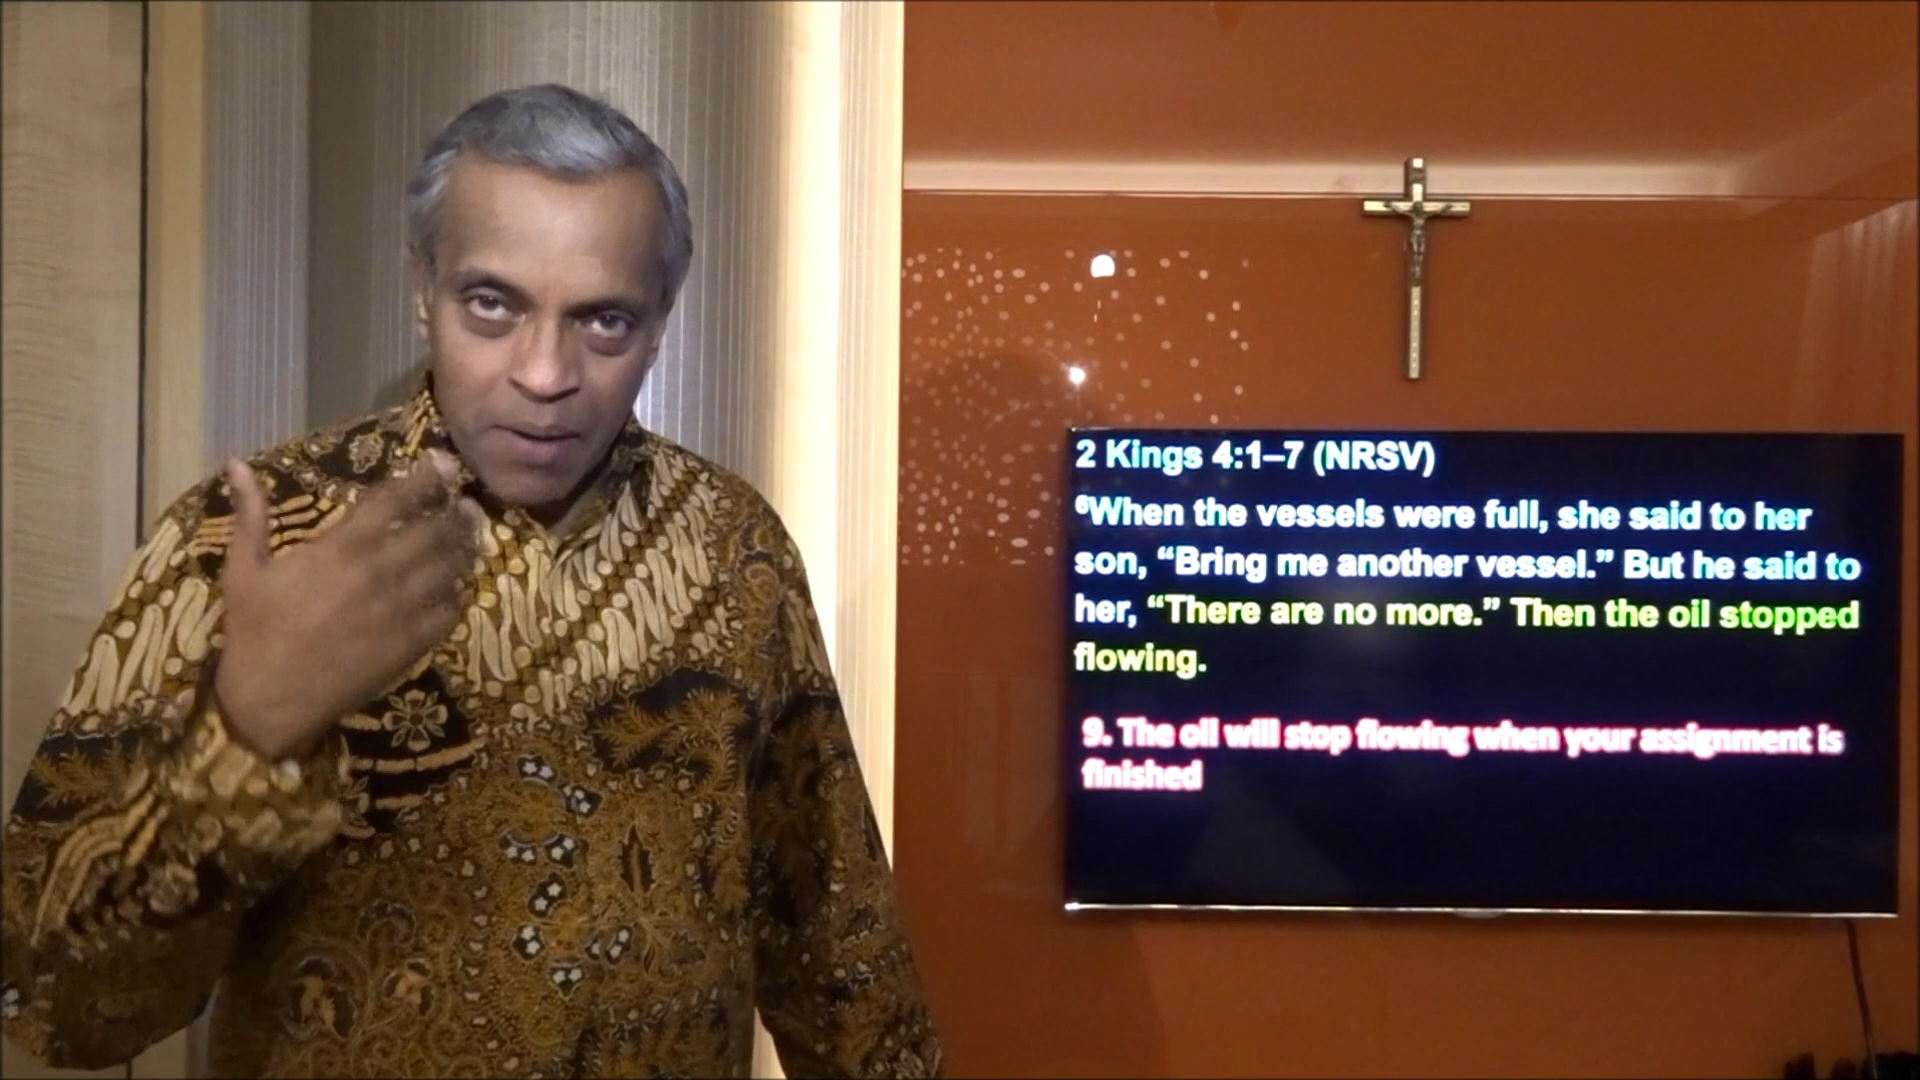 2 Kings 4:1–7 (NRSV)
⁶When the vessels were full, she said to her
son, “Bring me another vessel.” But he said to
her, “There are no more.” Then the oil stopped
flowing.
9. The oil will stop flowing when your assignment is
finished